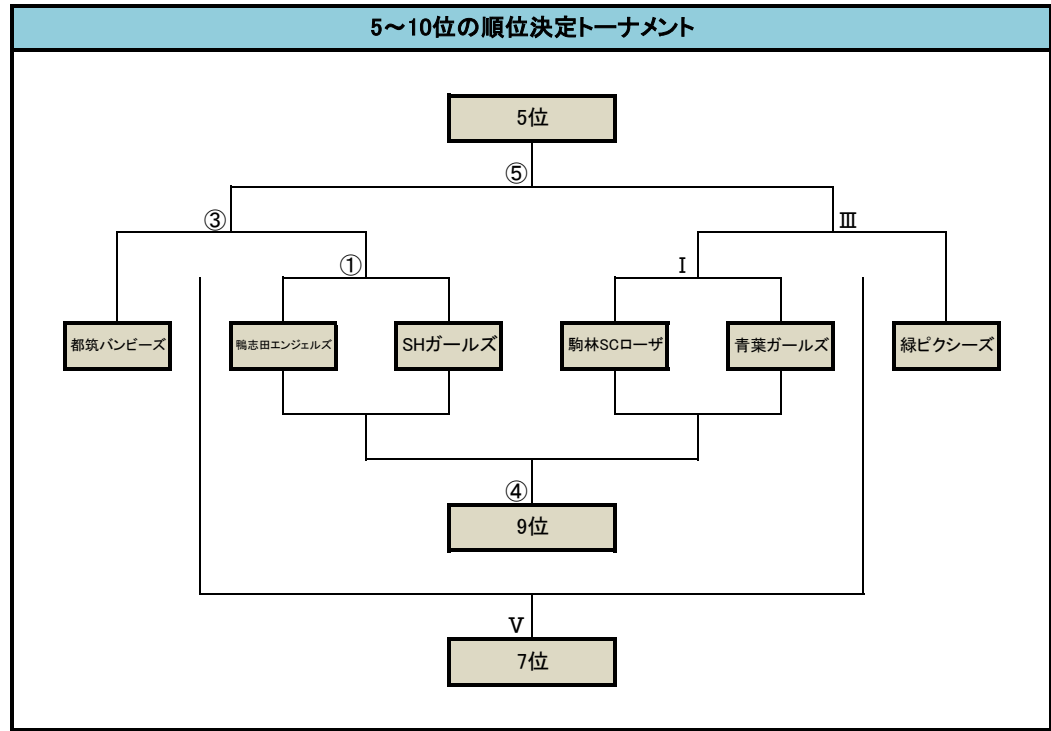 5～10位の順位決定トーナメント
5位
⑤
③
Ⅲ
①
Ⅰ
都筑バンビーズ
鴨志田エンジェルズ
SHガールズ
駒林SCローザ
青葉ガールズ
緑ピクシーズ
④
9位
Ⅴ
7位